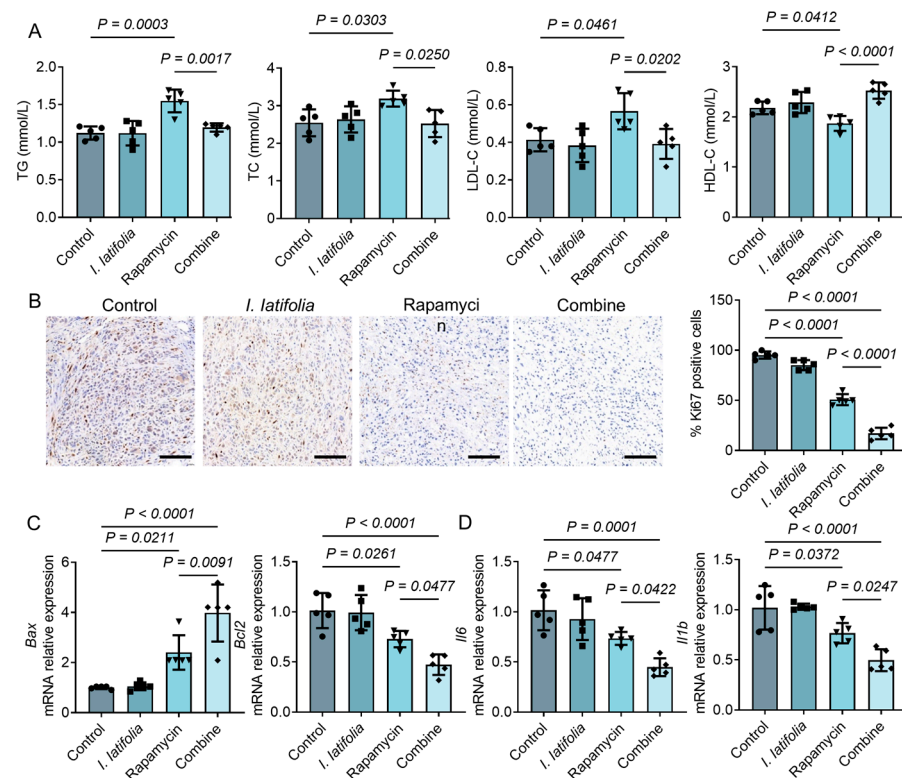 A
P = 0.0003
P = 0.0017
TG (mmol/L)
2.0
1.5
1.0
0.5
0.0
Control
I. latifolia
Rapamycin
Combine
P = 0.0303
P = 0.0250
TC (mmol/L)
4
3
2
1
0
Control
I. latifolia
Rapamycin
Combine
P = 0.0461
P = 0.0202
LDL-C (mmol/L)
0.8
0.6
0.4
0.2
0.0
Control
I. latifolia
Rapamycin
Combine
P = 0.0412
P < 0.0001
HDL-C (mmol/L)
3
2
1
0
Control
I. latifolia
Rapamycin
Combine
B
Control
I. latifolia
Rapamyci
n
Combine
P < 0.0001
P < 0.0001
P < 0.0001
% Ki67 positive cells
150
100
50
0
Control
I. latifolia
Rapamycin
Combine
C
P < 0.0001
P = 0.0211
P = 0.0091
Bax
mRNA relative expression
6
4
2
0
Control
I. latifolia
Rapamycin
Combine
P < 0.0001
P = 0.0261
P = 0.0477
Bcl2
mRNA relative expression
1.5
1.0
0.5
0.0
Control
I. latifolia
Rapamycin
Combine
D
P = 0.0001
P = 0.0477
P = 0.0422
Il6
mRNA relative expression
1.5
1.0
0.5
0.0
Control
I. latifolia
Rapamycin
Combine
P < 0.0001
P = 0.0372
P = 0.0247
Il1b
mRNA relative expression
1.5
1.0
0.5
0.0
Control
I. latifolia
Rapamycin
Combine